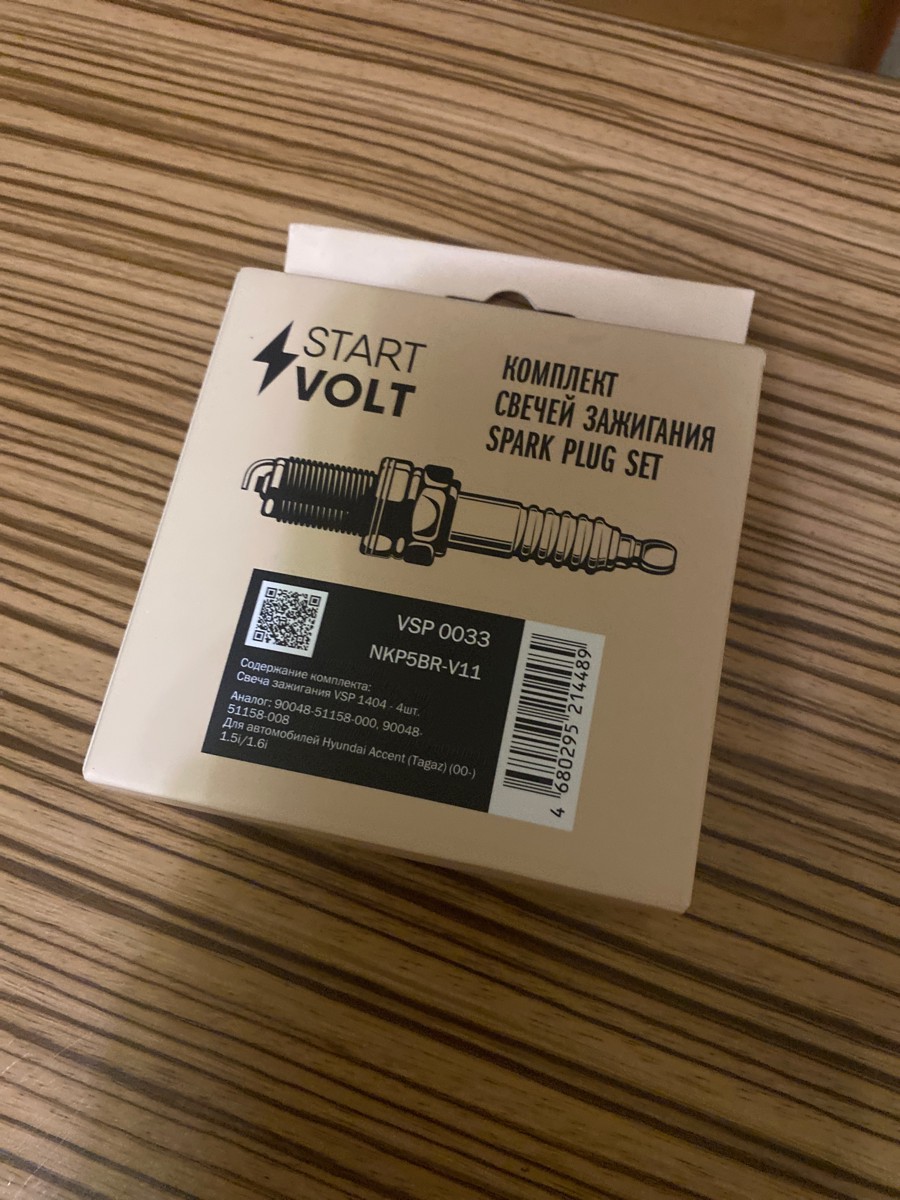 START
VOLT
КОМПЛЕКТ
СВЕЧЕЙ ЗАЖИГАНИЯ
SPARK PLUG SET
VSP 0033
NKP5BR-V11
Содержание комплекта:
Свеча зажигания VSP 1404 - 4шт.
Аналог: 90048-51158-000, 90048-
51158-008
Для автомобилей Hyundai Accent (Tagaz) (00-)
1.5i/1.6i
4 680295 214489